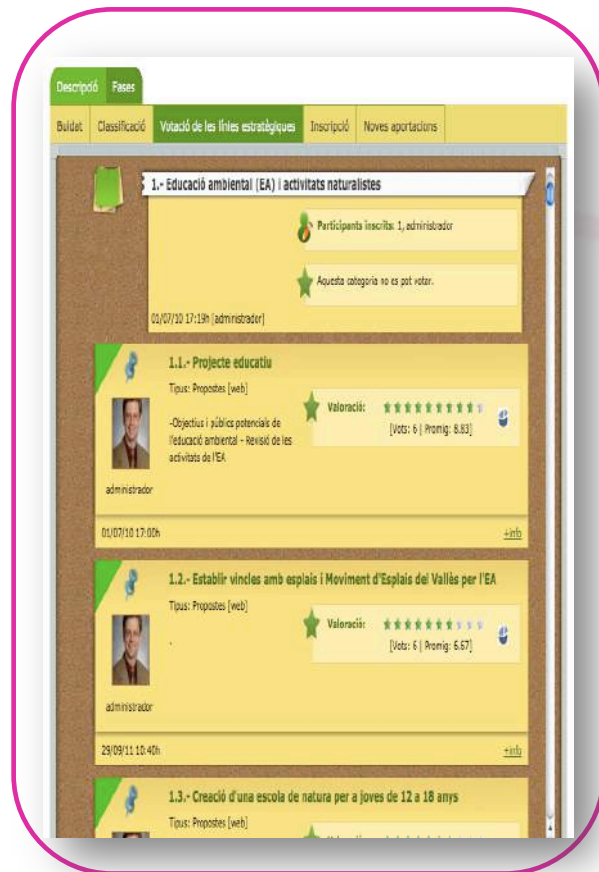 Descripció Fases
Buidat Classificació Votació de les línies estratègiques Inscripció Noves aportacions
1.- Educació ambiental (EA) i activitats naturalistes
Participants inscrits: 1, administrador
Aquesta categoria no es pot votar.
01/07/10 17:19h [administrador]
1.1.- Projecte educatiu
Tipus: Propostes [web]
Valoració:
[Vots: 6 | Promig: 8.83]
-Objectius i públics potencials de
l'educació ambiental - Revisió de les
activitats de l'EA
administrador
01/07/10 17:00h +info
1.2.- Establir vincles amb esplais i Moviment d'Esplais del Vallès per l'EA
Tipus: Propostes [web]
Valoració:
[Vots: 6 | Promig: 6.67]
.
administrador
29/09/11 10:40h +info
1.3.- Creació d'una escola de natura per a joves de 12 a 18 anys
Tipus: Propostes [web]